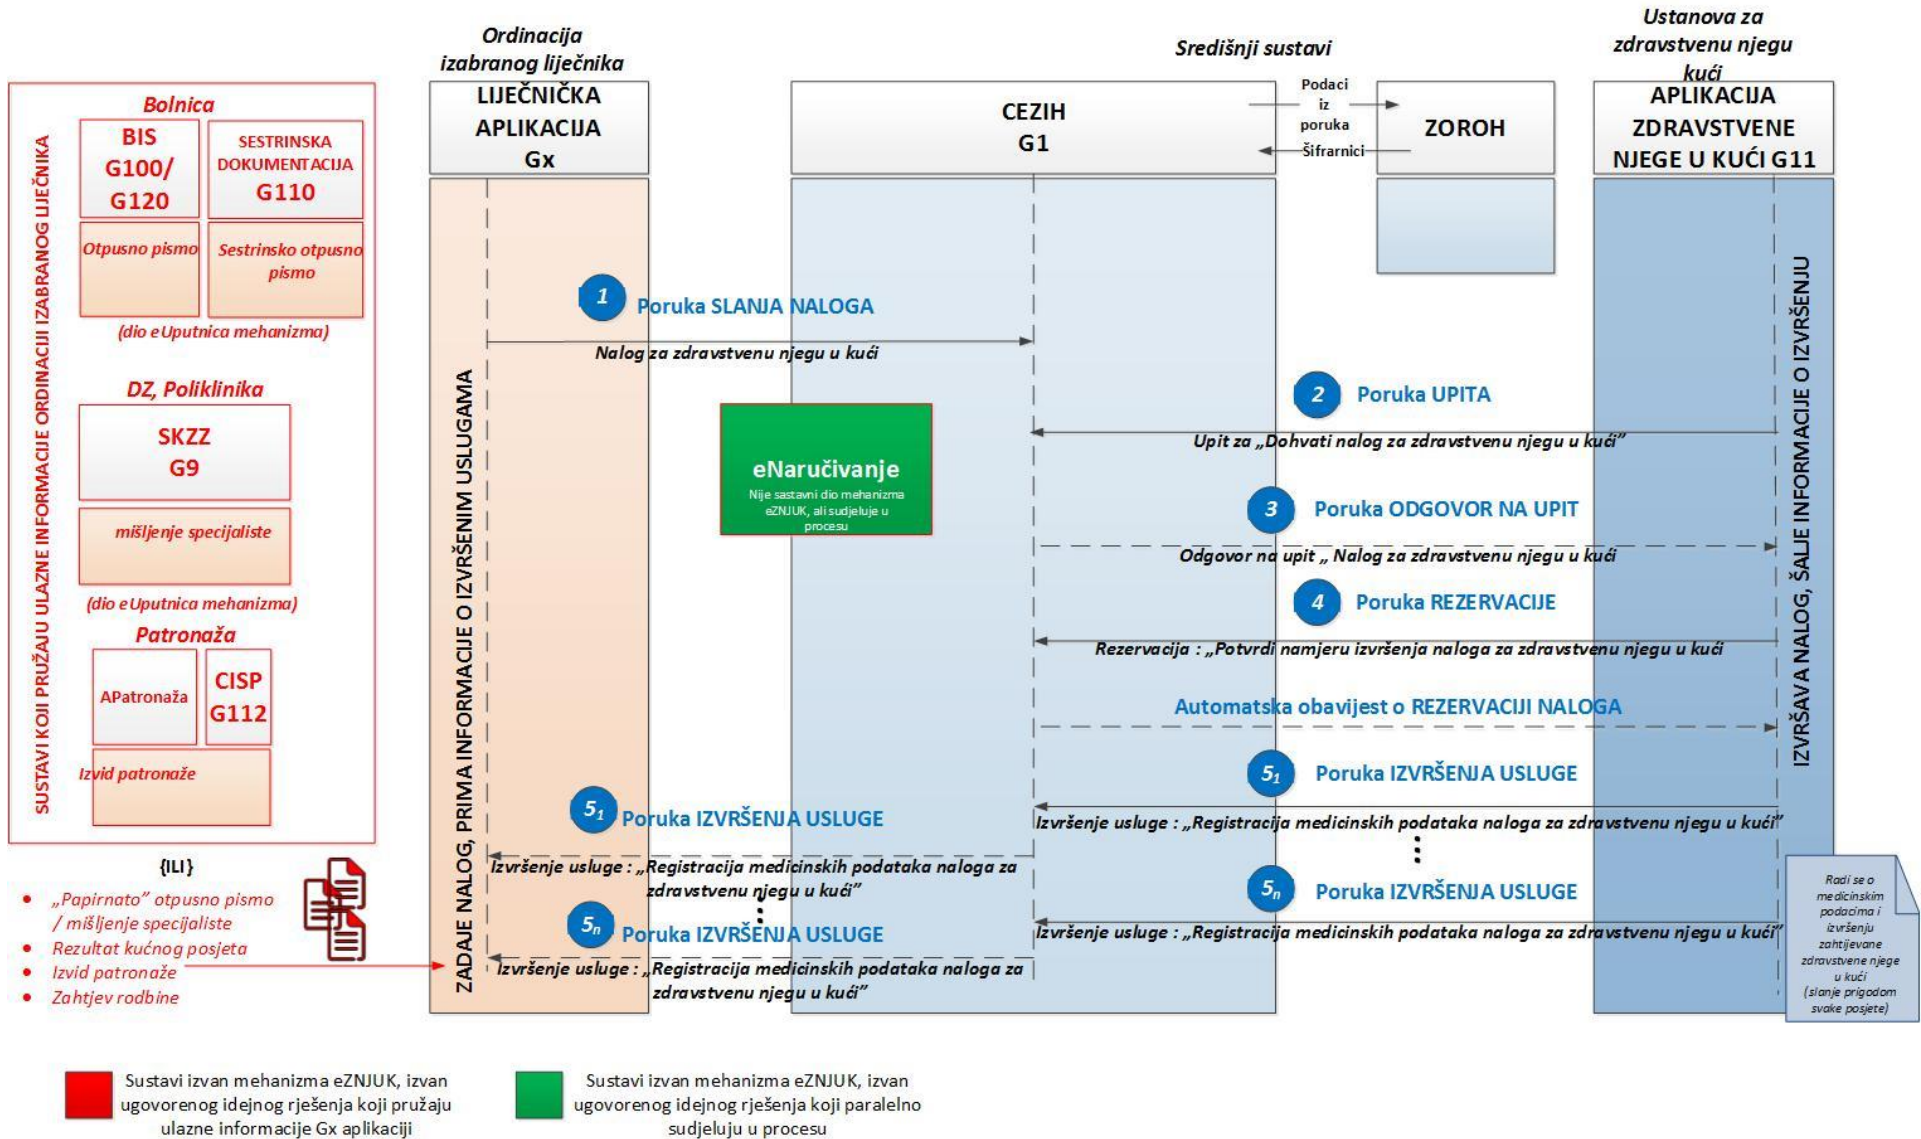 Ordinacija
izabranog liječnika
Središnji sustavi
Ustanova za
zdravstvenu njegu
kući
SUSTAVI KOJI PRUŽAJU ULAZNE INFORMACIJE ORDINACIJI IZABRANOG LIJEČNIKA
Bolnica
BIS
G100/
G120
SESTRINSKA
DOKUMENTACIJA
G110
Otpusno pismo
Sestrinsko otpusno
pismo
(dio eUputnica mehanizma)
DZ, Poliklinika
SKZZ
G9
mišljenje specijaliste
(dio eUputnica mehanizma)
Patronaža
APatronaža
CISP
G112
Izvid patronaže
{ILI}
• „Papirnato” otpusno pismo
/ mišljenje specijaliste
• Rezultat kućnog posjeta
• Izvid patronaže
• Zahtjev rodbine
LIJEČNIČKA
APLIKACIJA
Gx
ZADAJE NALOG, PRIMA INFORMACIJE O IZVRŠENIM USLUGAMA
CEZIH
G1
Podaci
iz
poruka
Šifrarnici
ZOROH
APLIKACIJA
ZDRAVSTVENE
NJEGE U KUĆI G11
IZVRŠAVA NALOG, ŠALJE INFORMACIJE O IZVRŠENJU
1 Poruka SLANJA NALOGA
Nalog za zdravstvenu njegu u kući
2 Poruka UPITA
Upit za „Dohvati nalog za zdravstvenu njegu u kući”
eNaručivanje
Nije sastavni dio mehanizma
eZNJUK, ali sudjeluje u
procesu
3 Poruka ODGOVOR NA UPIT
Odgovor na upit „ Nalog za zdravstvenu njegu u kući
4 Poruka REZERVACIJE
Rezervacija : „Potvrdi namjeru izvršenja naloga za zdravstvenu njegu u kući
Automatska obavijest o REZERVACIJI NALOGA
5₁ Poruka IZVRŠENJA USLUGE
Izvršenje usluge : „Registracija medicinskih podataka naloga za zdravstvenu njegu u kući”
5₁ Poruka IZVRŠENJA USLUGE
Izvršenje usluge : „Registracija medicinskih podataka naloga za
zdravstvenu njegu u kući”
5ₙ Poruka IZVRŠENJA USLUGE
Izvršenje usluge : „Registracija medicinskih podataka naloga za zdravstvenu njegu u kući”
5ₙ Poruka IZVRŠENJA USLUGE
Izvršenje usluge : „Registracija medicinskih podataka naloga za
zdravstvenu njegu u kući”
Radi se o
medicinskim
podacima i
izvršenju
zahtijevane
zdravstvene njege
u kući
(slanje prigodom
svake posjete)
Sustavi izvan mehanizma eZNJUK, izvan
ugovorenog idejnog rješenja koji pružaju
ulazne informacije Gx aplikaciji
Sustavi izvan mehanizma eZNJUK, izvan
ugovorenog idejnog rješenja koji paralelno
sudjeluju u procesu